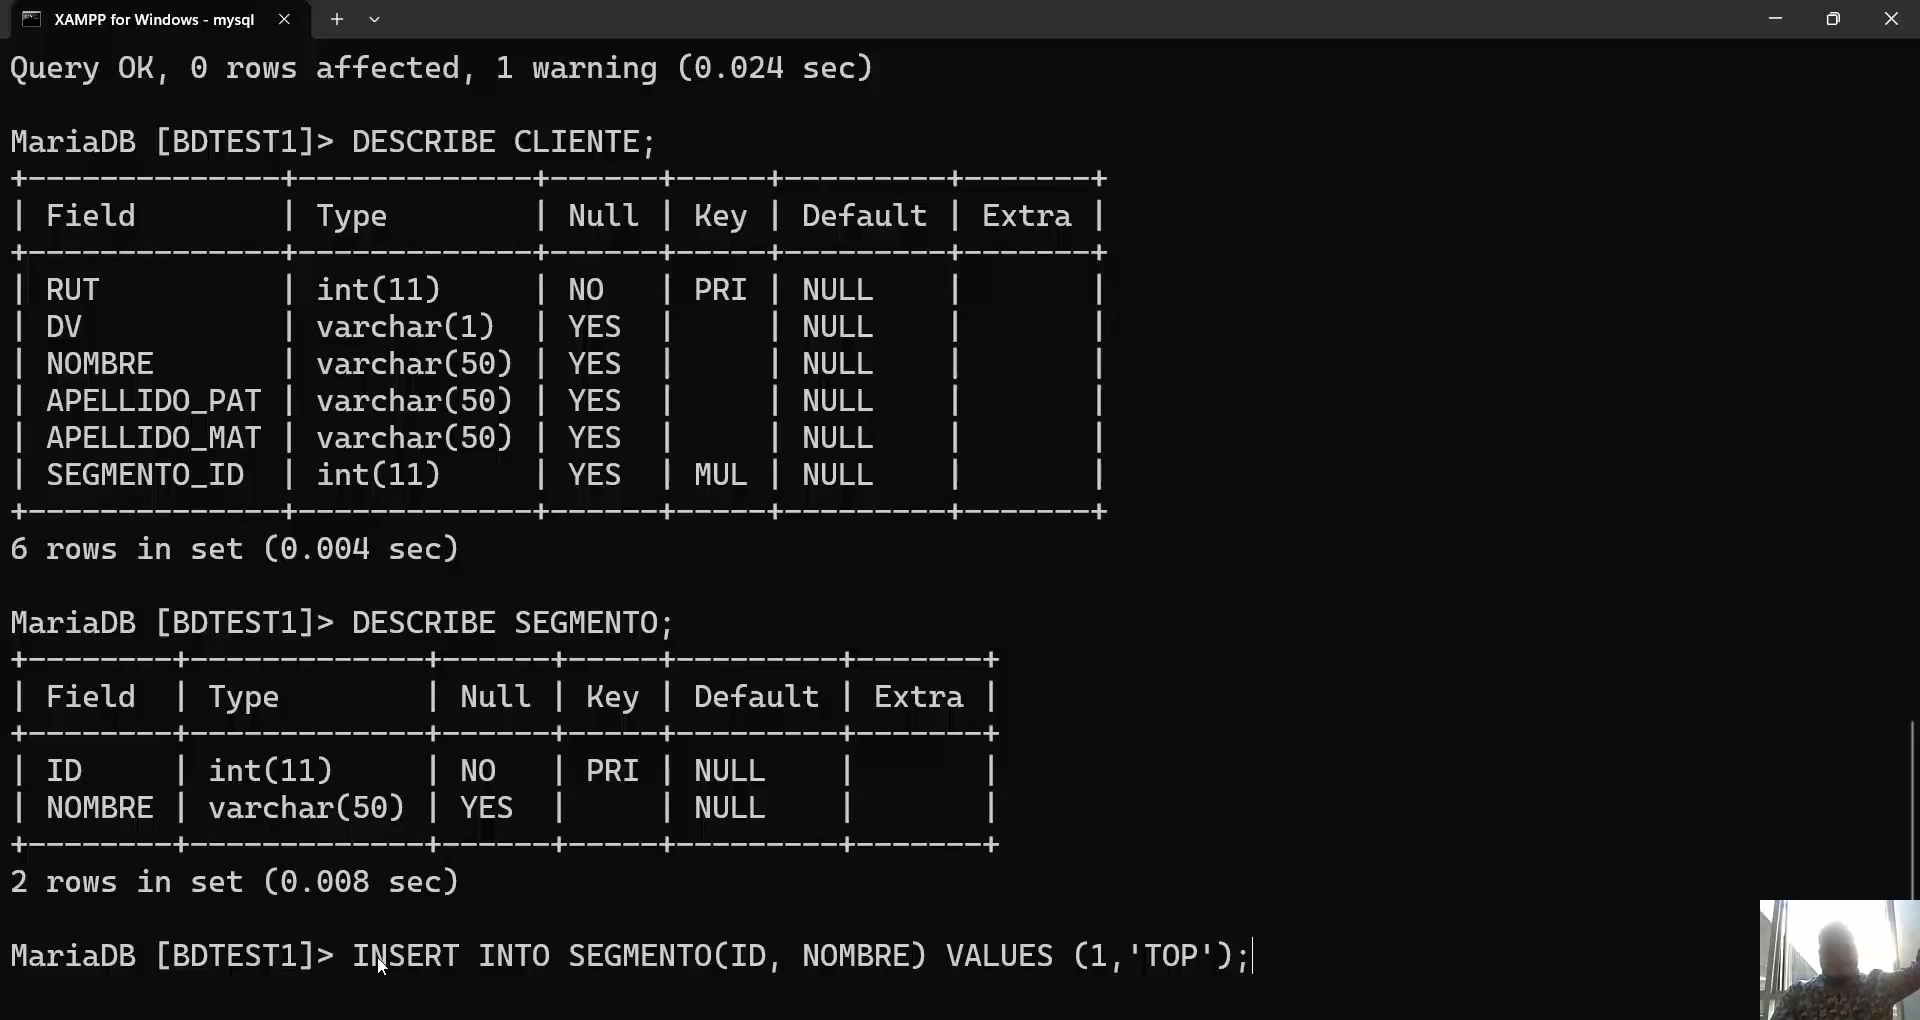 XAMPP for Windows - mysql
Query OK, 0 rows affected, 1 warning (0.024 sec)
MariaDB [BDTEST1]> DESCRIBE CLIENTE;
+--------------+-------------+------+-----+---------+-------+
| Field        | Type        | Null | Key | Default | Extra |
+--------------+-------------+------+-----+---------+-------+
| RUT          | int(11)     | NO   | PRI | NULL    |       |
| DV           | varchar(1)  | YES  |     | NULL    |       |
| NOMBRE       | varchar(50) | YES  |     | NULL    |       |
| APELLIDO_PAT | varchar(50) | YES  |     | NULL    |       |
| APELLIDO_MAT | varchar(50) | YES  |     | NULL    |       |
| SEGMENTO_ID  | int(11)     | YES  | MUL | NULL    |       |
+--------------+-------------+------+-----+---------+-------+
6 rows in set (0.004 sec)
MariaDB [BDTEST1]> DESCRIBE SEGMENTO;
+--------+-------------+------+-----+---------+-------+
| Field  | Type        | Null | Key | Default | Extra |
+--------+-------------+------+-----+---------+-------+
| ID     | int(11)     | NO   | PRI | NULL    |       |
| NOMBRE | varchar(50) | YES  |     | NULL    |       |
+--------+-------------+------+-----+---------+-------+
2 rows in set (0.008 sec)
MariaDB [BDTEST1]> INSERT INTO SEGMENTO(ID, NOMBRE) VALUES (1,'TOP');